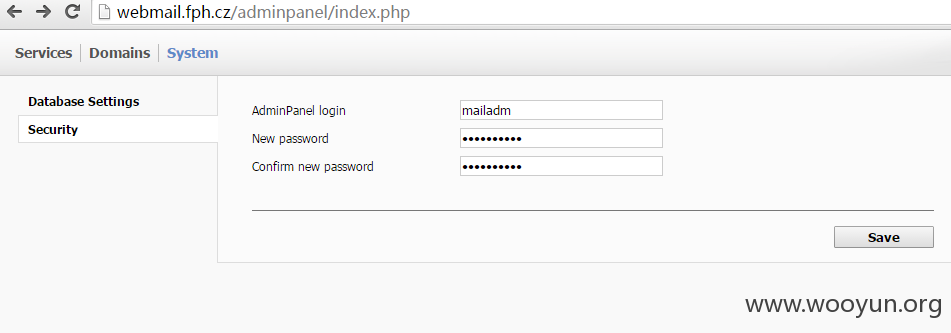 webmail.fph.cz/adminpanel/index.php
Services Domains System
Database Settings
Security
AdminPanel login mailadm
New password ••••••••••
Confirm new password ••••••••••
Save
www.wooyun.org